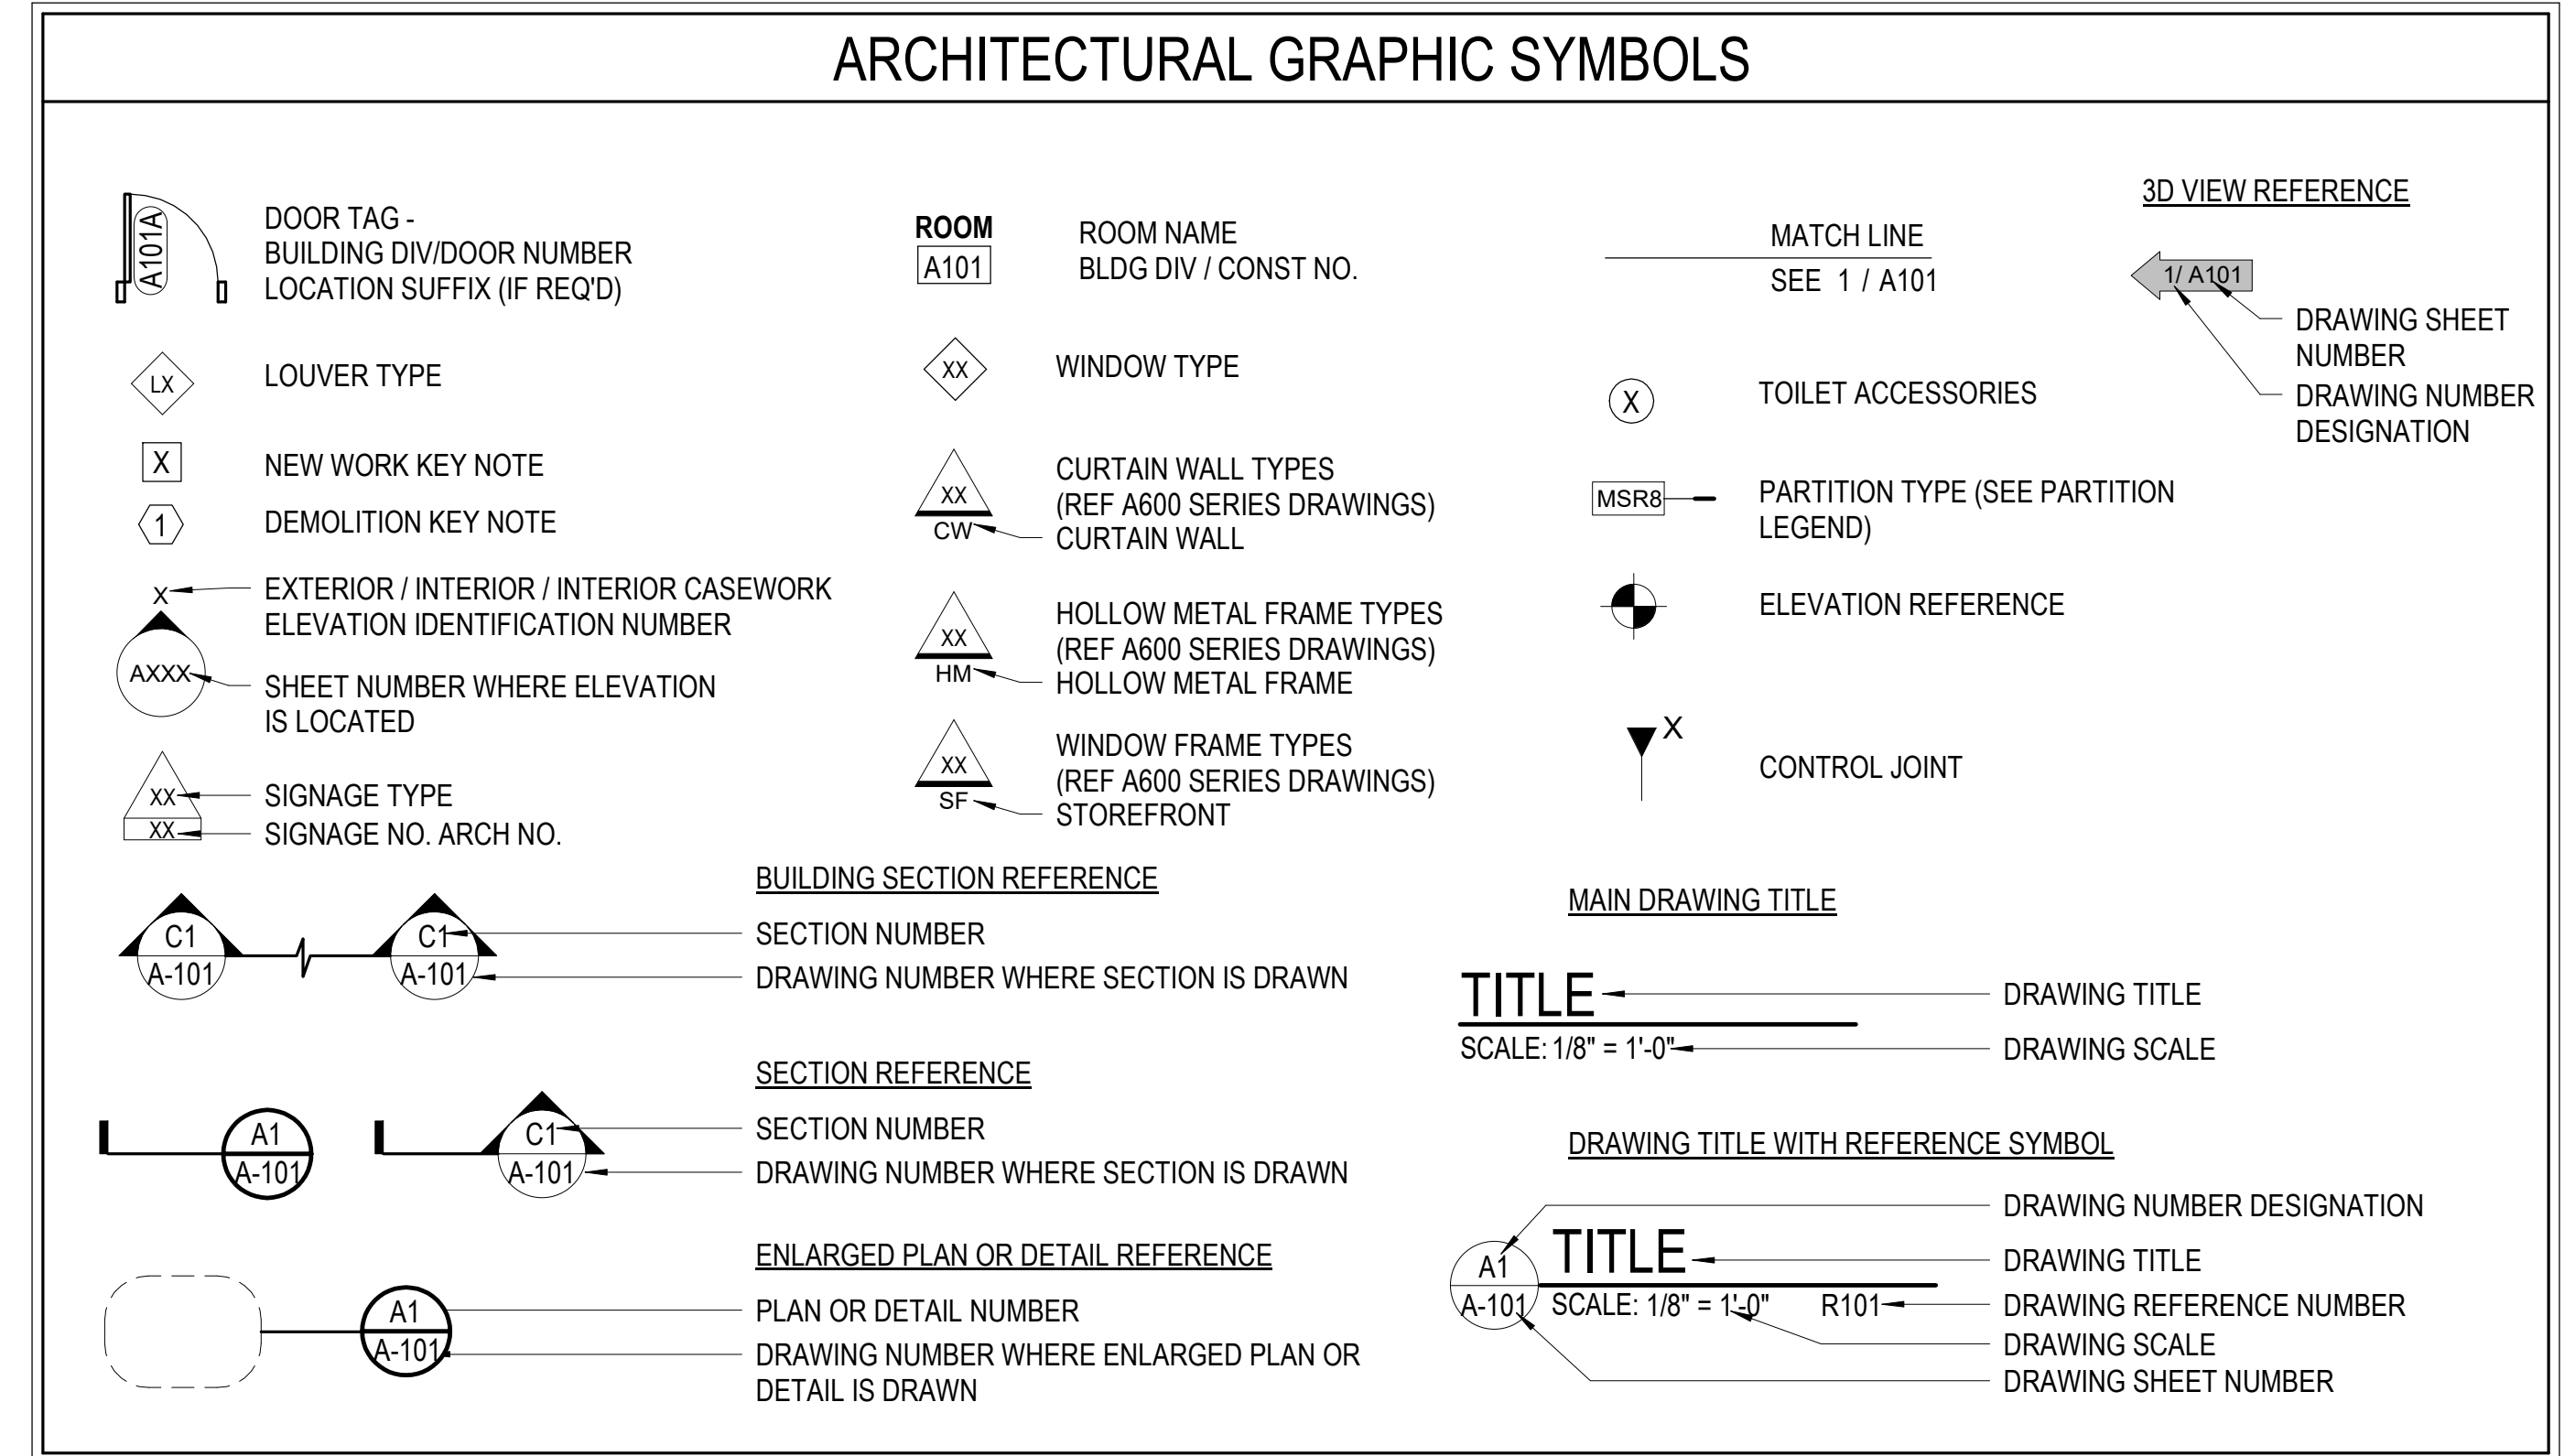 ARCHITECTURAL GRAPHIC SYMBOLS
A101A
DOOR TAG -
BUILDING DIV/DOOR NUMBER
LOCATION SUFFIX (IF REQ'D)
LX
LOUVER TYPE
X
NEW WORK KEY NOTE
1
DEMOLITION KEY NOTE
X
EXTERIOR / INTERIOR / INTERIOR CASEWORK
ELEVATION IDENTIFICATION NUMBER
AXXX
SHEET NUMBER WHERE ELEVATION
IS LOCATED
XX
SIGNAGE TYPE
XX
SIGNAGE NO. ARCH NO.
ROOM
A101
ROOM NAME
BLDG DIV / CONST NO.
XX
WINDOW TYPE
XX
CW
CURTAIN WALL TYPES
(REF A600 SERIES DRAWINGS)
CURTAIN WALL
XX
HM
HOLLOW METAL FRAME TYPES
(REF A600 SERIES DRAWINGS)
HOLLOW METAL FRAME
XX
SF
WINDOW FRAME TYPES
(REF A600 SERIES DRAWINGS)
STOREFRONT
MATCH LINE
SEE 1 / A101
X
TOILET ACCESSORIES
MSR8
PARTITION TYPE (SEE PARTITION
LEGEND)
ELEVATION REFERENCE
X
CONTROL JOINT
3D VIEW REFERENCE
1/ A101
DRAWING SHEET
NUMBER
DRAWING NUMBER
DESIGNATION
BUILDING SECTION REFERENCE
C1
A-101
C1
A-101
SECTION NUMBER
DRAWING NUMBER WHERE SECTION IS DRAWN
SECTION REFERENCE
A1
A-101
C1
A-101
SECTION NUMBER
DRAWING NUMBER WHERE SECTION IS DRAWN
ENLARGED PLAN OR DETAIL REFERENCE
A1
A-101
PLAN OR DETAIL NUMBER
DRAWING NUMBER WHERE ENLARGED PLAN OR
DETAIL IS DRAWN
MAIN DRAWING TITLE
TITLE
SCALE: 1/8" = 1'-0"
DRAWING TITLE
DRAWING SCALE
DRAWING TITLE WITH REFERENCE SYMBOL
A1
A-101
TITLE
SCALE: 1/8" = 1'-0" R101
DRAWING NUMBER DESIGNATION
DRAWING TITLE
DRAWING REFERENCE NUMBER
DRAWING SCALE
DRAWING SHEET NUMBER